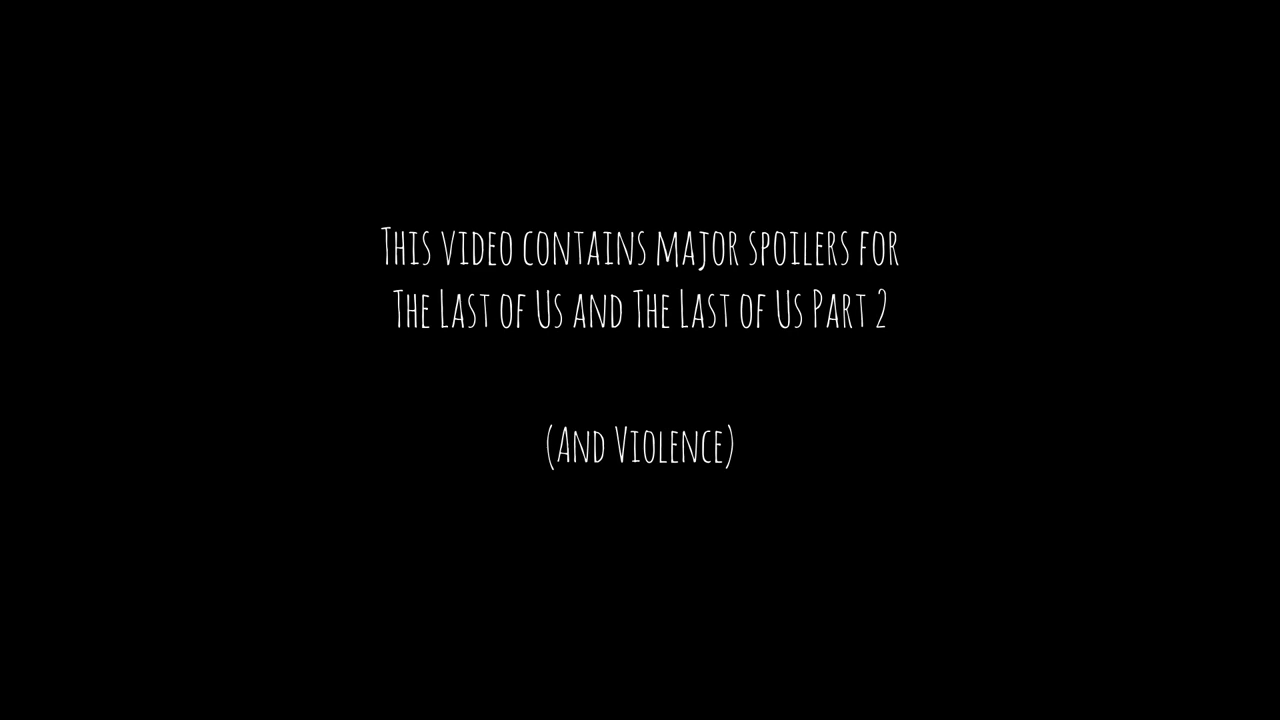 This video contains major spoilers for
The Last of Us and The Last of Us Part 2
(And Violence)